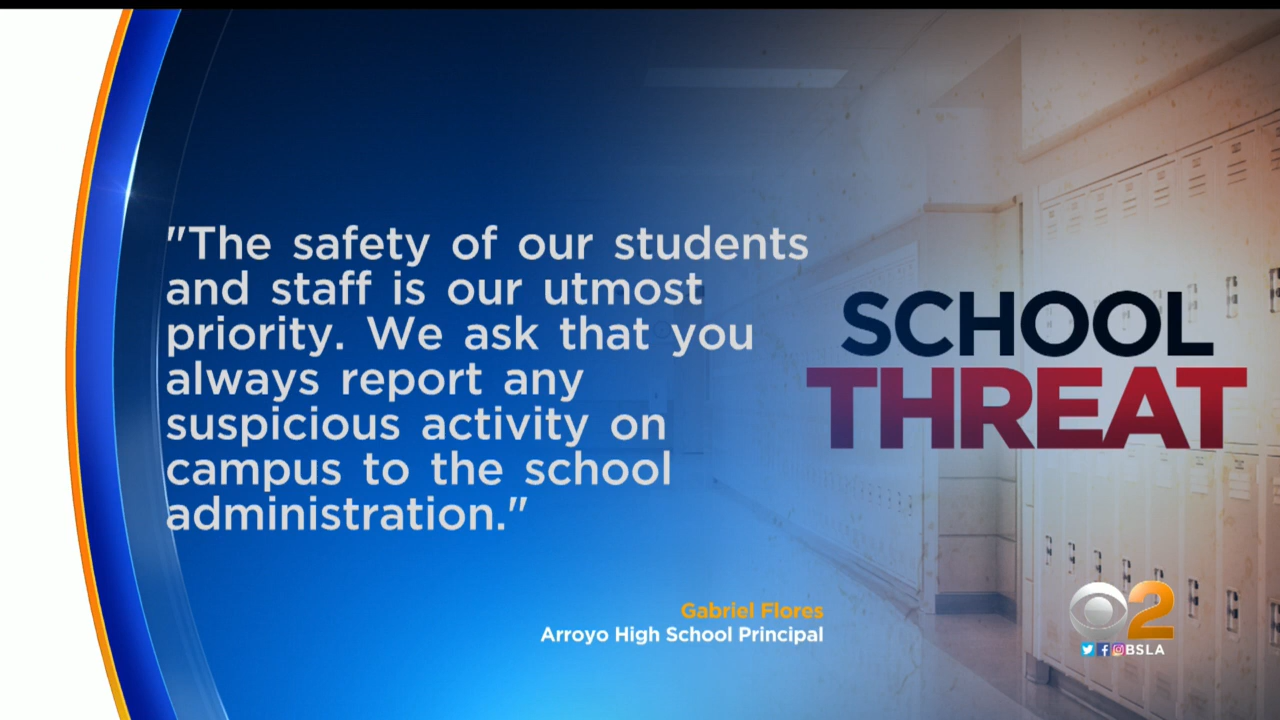 "The safety of our students
and staff is our utmost
priority. We ask that you
always report any
suspicious activity on
campus to the school
administration."
Gabriel Flores
Arroyo High School Principal
SCHOOL
THREAT
2
BSLA